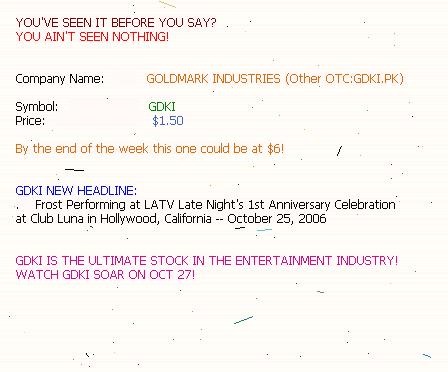 YOU'VE SEEN IT BEFORE YOU SAY?
YOU AIN'T SEEN NOTHING!
Company Name: GOLDMARK INDUSTRIES (Other OTC:GDKI.PK)
Symbol: GDKI
Price: $1.50
By the end of the week this one could be at $6!
GDKI NEW HEADLINE:
Frost Performing at LATV Late Night's 1st Anniversary Celebration
at Club Luna in Hollywood, California -- October 25, 2006
GDKI IS THE ULTIMATE STOCK IN THE ENTERTAINMENT INDUSTRY!
WATCH GDKI SOAR ON OCT 27!